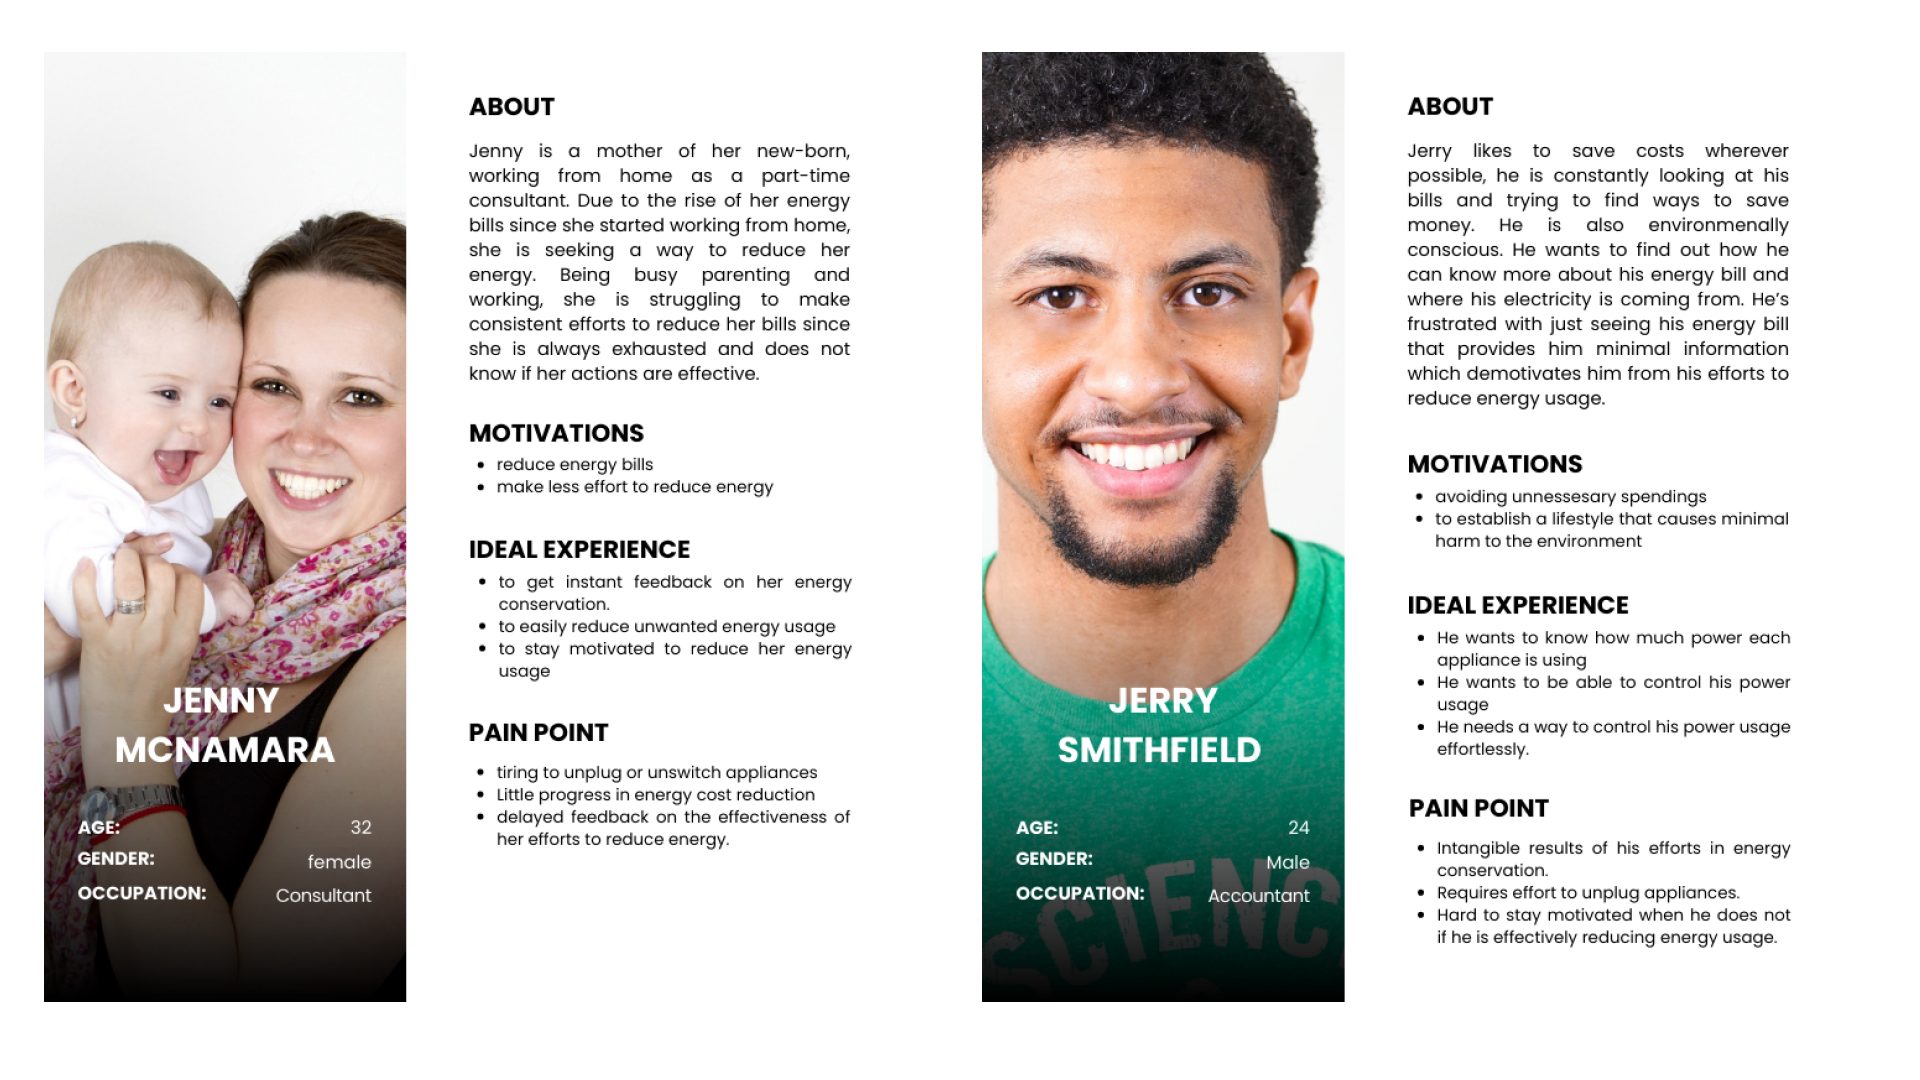 JENNY
MCNAMARA
AGE: 32
GENDER: female
OCCUPATION: Consultant
ABOUT
Jenny is a mother of her new-born,
working from home as a part-time
consultant. Due to the rise of her energy
bills since she started working from home,
she is seeking a way to reduce her
energy. Being busy parenting and
working, she is struggling to make
consistent efforts to reduce her bills since
she is always exhausted and does not
know if her actions are effective.
MOTIVATIONS
• reduce energy bills
• make less effort to reduce energy
IDEAL EXPERIENCE
• to get instant feedback on her energy
conservation.
• to easily reduce unwanted energy usage
• to stay motivated to reduce her energy
usage
PAIN POINT
• tiring to unplug or unswitch appliances
• Little progress in energy cost reduction
• delayed feedback on the effectiveness of
her efforts to reduce energy.
JERRY
SMITHFIELD
AGE: 24
GENDER: Male
OCCUPATION: Accountant
SCIENC
ABOUT
Jerry likes to save costs wherever
possible, he is constantly looking at his
bills and trying to find ways to save
money. He is also environmenally
conscious. He wants to find out how he
can know more about his energy bill and
where his electricity is coming from. He's
frustrated with just seeing his energy bill
that provides him minimal information
which demotivates him from his efforts to
reduce energy usage.
MOTIVATIONS
• avoiding unnessesary spendings
• to establish a lifestyle that causes minimal
harm to the environment
IDEAL EXPERIENCE
• He wants to know how much power each
appliance is using
• He wants to be able to control his power
usage
• He needs a way to control his power usage
effortlessly.
PAIN POINT
• Intangible results of his efforts in energy
conservation.
• Requires effort to unplug appliances.
• Hard to stay motivated when he does not
if he is effectively reducing energy usage.